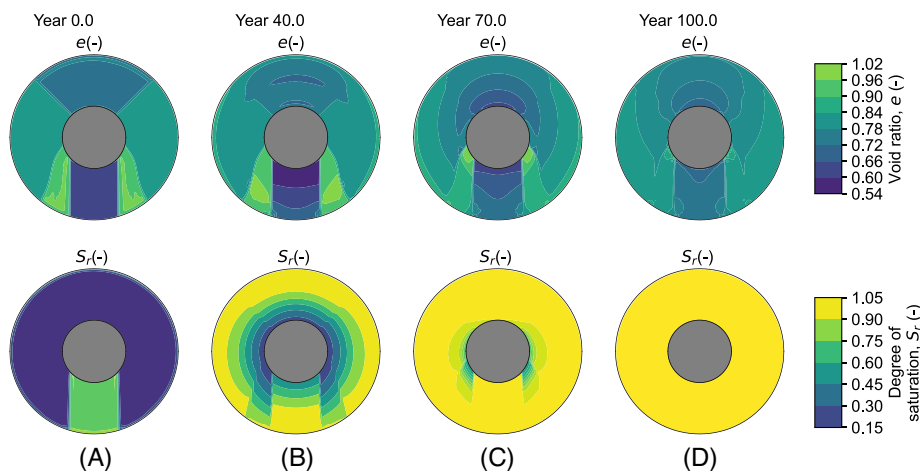 Year 0.0
Year 40.0
Year 70.0
Year 100.0
e(-)
e(-)
e(-)
e(-)
1.02
0.96
0.90
0.84
0.78
0.72
0.66
0.60
0.54
Void ratio, e (-)
Sr(-)
Sr(-)
Sr(-)
Sr(-)
1.05
0.90
0.75
0.60
0.45
0.30
0.15
Degree of
saturation, Sr (-)
(A)
(B)
(C)
(D)